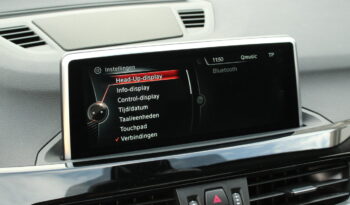 Instellingen
1150 Qmusic TP
Head-Up-display
Bluetooth
Info-display
Control-display
Tijd/datum
Taal/eenheden
Touchpad
Verbindingen